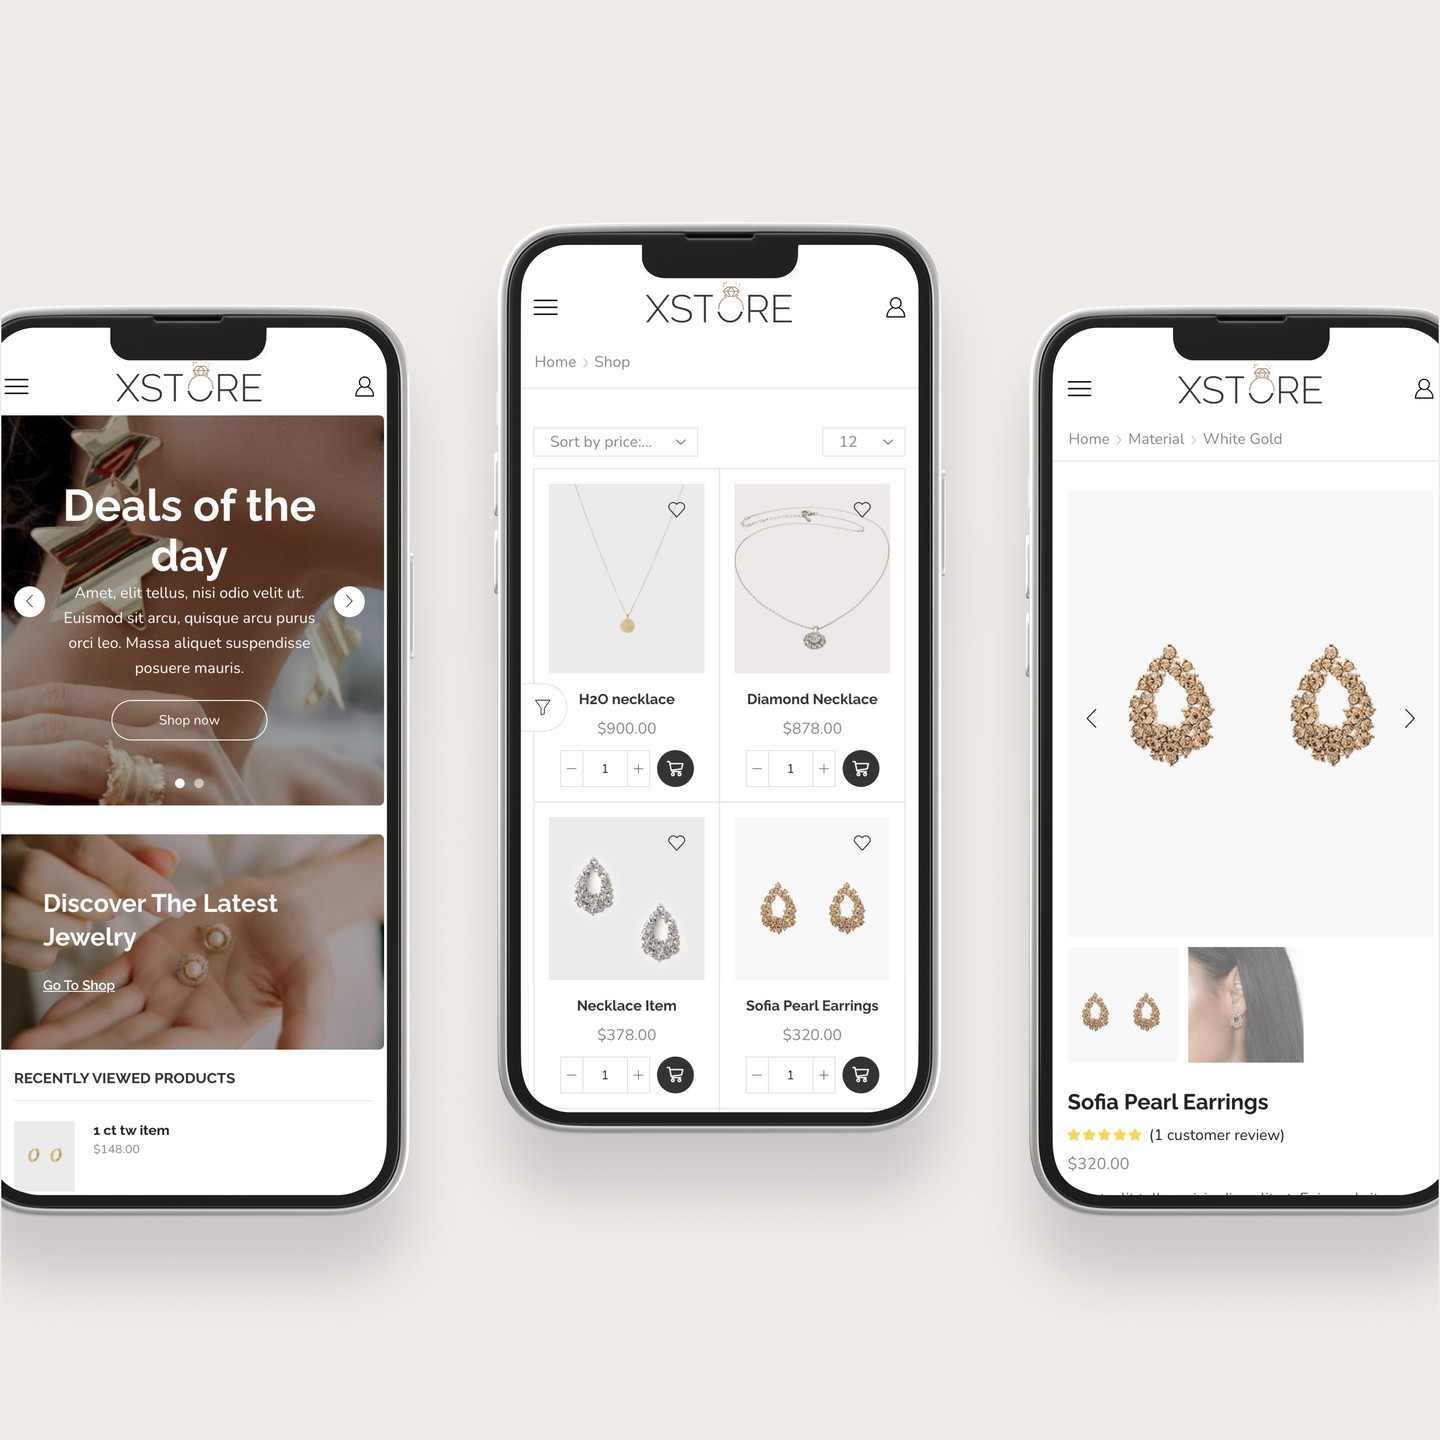 XSTORE
Deals of the
day
Amet, elit tellus, nisi odio velit ut.
Euismod sit arcu, quisque arcu purus
orci leo. Massa aliquet suspendisse
posuere mauris.
Shop now
Discover The Latest
Jewelry
Go To Shop
RECENTLY VIEWED PRODUCTS
1 ct tw item
$148.00
XSTORE
Home > Shop
Sort by price:...
12
H2O necklace
$900.00
− 1 +
Diamond Necklace
$878.00
− 1 +
Necklace Item
$378.00
− 1 +
Sofia Pearl Earrings
$320.00
− 1 +
XSTORE
Home > Material > White Gold
Sofia Pearl Earrings
(1 customer review)
$320.00